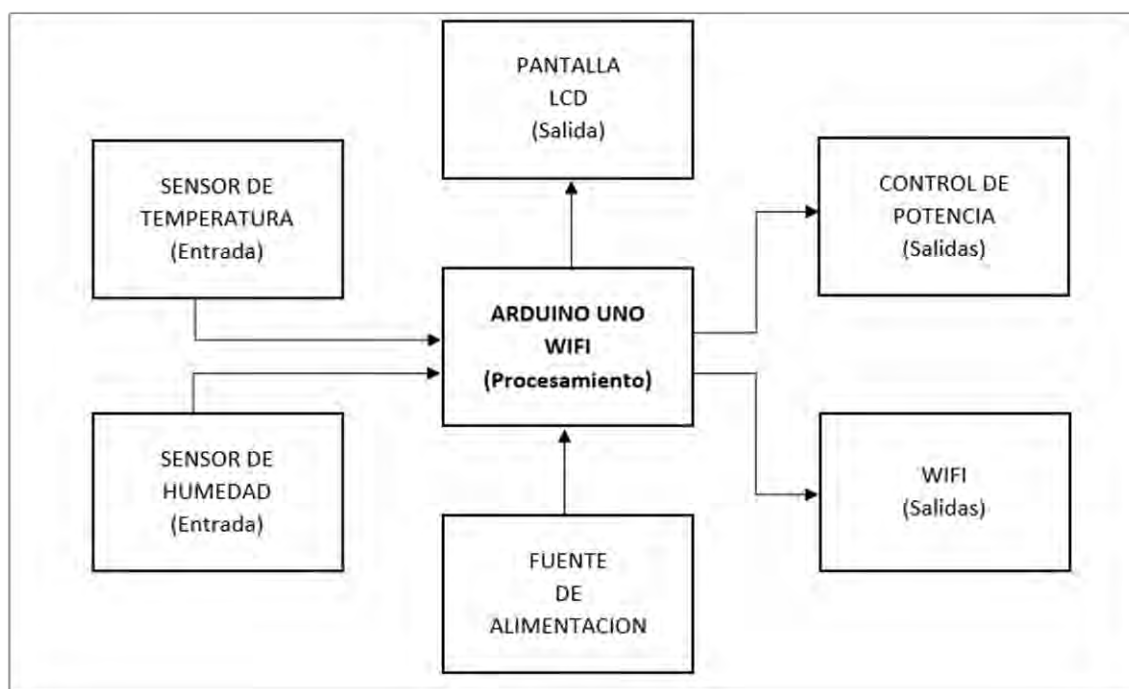 PANTALLA
LCD
(Salida)
SENSOR DE
TEMPERATURA
(Entrada)
CONTROL DE
POTENCIA
(Salidas)
ARDUINO UNO
WIFI
(Procesamiento)
SENSOR DE
HUMEDAD
(Entrada)
WIFI
(Salidas)
FUENTE
DE
ALIMENTACION